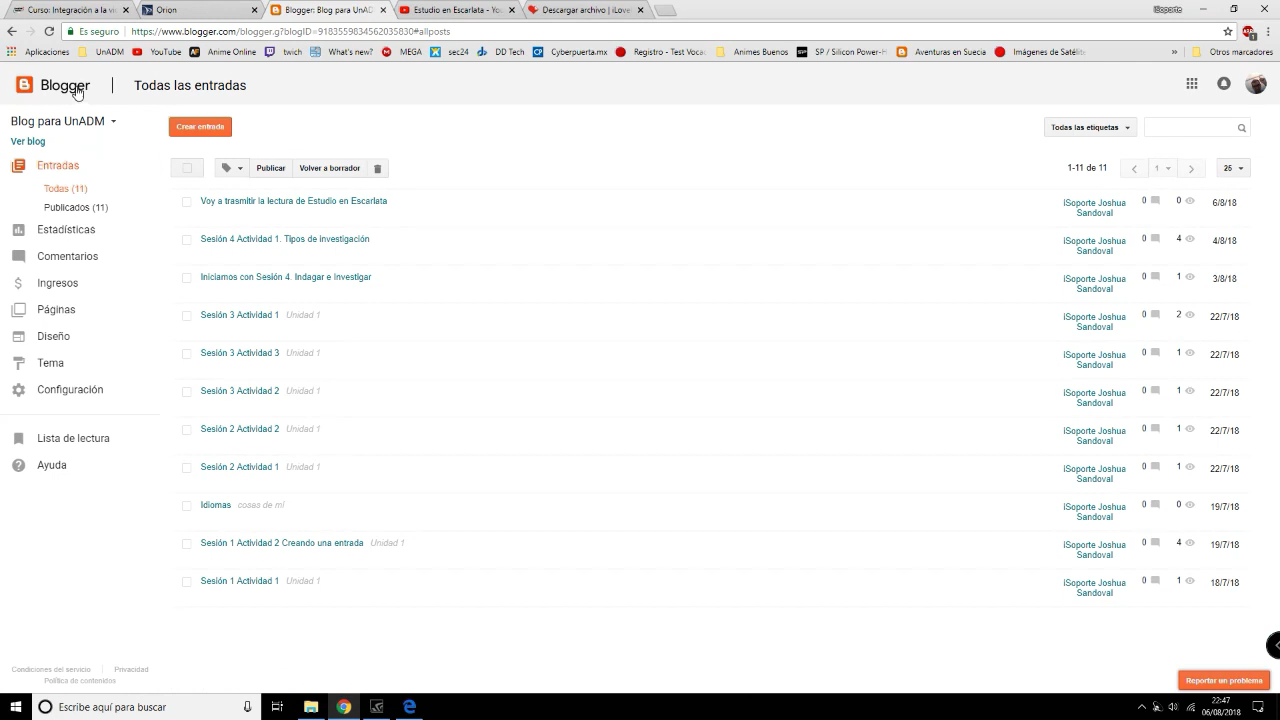 Curso: Integración a la vi
Orion
Blogger: Blog para UnAD
Estudio en Escarlata - Yo
Descargar archivo | iLove
iSoporte
Es seguro
https://www.blogger.com/blogger.g?blogID=9183559834562035830#allposts
Aplicaciones
UnADM
YouTube
Anime Online
twitch
What's new?
MEGA
sec24
DD Tech
Cyberpuerta.mx
Registro - Test Voca
Animes Buenos
SP / Silicon Power-H
Aventuras en Suecia
Imágenes de Satélit
»
Otros marcadores
Blogger
Todas las entradas
Blog para UnADM
Ver blog
Entradas
Todas (11)
Publicados (11)
Estadísticas
Comentarios
Ingresos
Páginas
Diseño
Tema
Configuración
Lista de lectura
Ayuda
Crear entrada
Todas las etiquetas
Publicar
Volver a borrador
1-11 de 11
1
25
Voy a trasmitir la lectura de Estudio en Escarlata
iSoporte Joshua
Sandoval
0 0 6/8/18
Sesión 4 Actividad 1. Tipos de investigación
iSoporte Joshua
Sandoval
0 4 4/8/18
Iniciamos con Sesión 4. Indagar e Investigar
iSoporte Joshua
Sandoval
0 1 3/8/18
Sesión 3 Actividad 1 Unidad 1
iSoporte Joshua
Sandoval
0 2 22/7/18
Sesión 3 Actividad 3 Unidad 1
iSoporte Joshua
Sandoval
0 1 22/7/18
Sesión 3 Actividad 2 Unidad 1
iSoporte Joshua
Sandoval
0 1 22/7/18
Sesión 2 Actividad 2 Unidad 1
iSoporte Joshua
Sandoval
0 1 22/7/18
Sesión 2 Actividad 1 Unidad 1
iSoporte Joshua
Sandoval
0 1 22/7/18
Idiomas cosas de mí
iSoporte Joshua
Sandoval
0 0 19/7/18
Sesión 1 Actividad 2 Creando una entrada Unidad 1
iSoporte Joshua
Sandoval
0 4 19/7/18
Sesión 1 Actividad 1 Unidad 1
iSoporte Joshua
Sandoval
0 1 18/7/18
Condiciones del servicio
Privacidad
Política de contenidos
Reportar un problema
Escribe aquí para buscar
22:47
06/08/2018